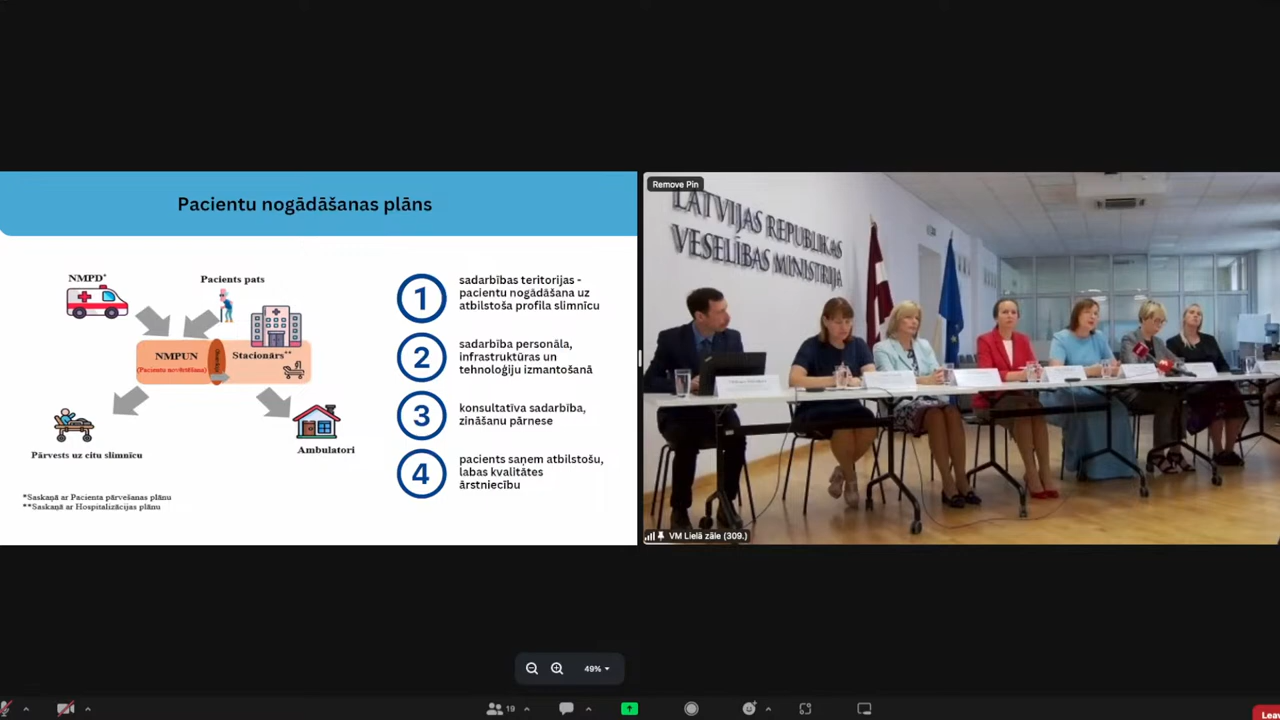 Pacientu nogādāšanas plāns
NMPD*
Pacients pats
NMPUN
(Pacienta novērtēšana)
Stacionārs**
Pārvests uz citu slimnīcu
Ambulatori
*Saskaņā ar Pacienta pārvešanas plānu
**Saskaņā ar Hospitalizācijas plānu
1
sadarbības teritorijas -
pacientu nogādāšana uz
atbilstoša profila slimnīcu
2
sadarbība personāla,
infrastruktūras un
tehnoloģiju izmantošanā
3
konsultatīva sadarbība,
zināšanu pārnese
4
pacients saņem atbilstošu,
labas kvalitātes
ārstniecību
Remove Pin
LATVIJAS REPUBLIKAS
VESELĪBAS MINISTRIJA
VM Lielā zāle (309.)
49%
19
Leav